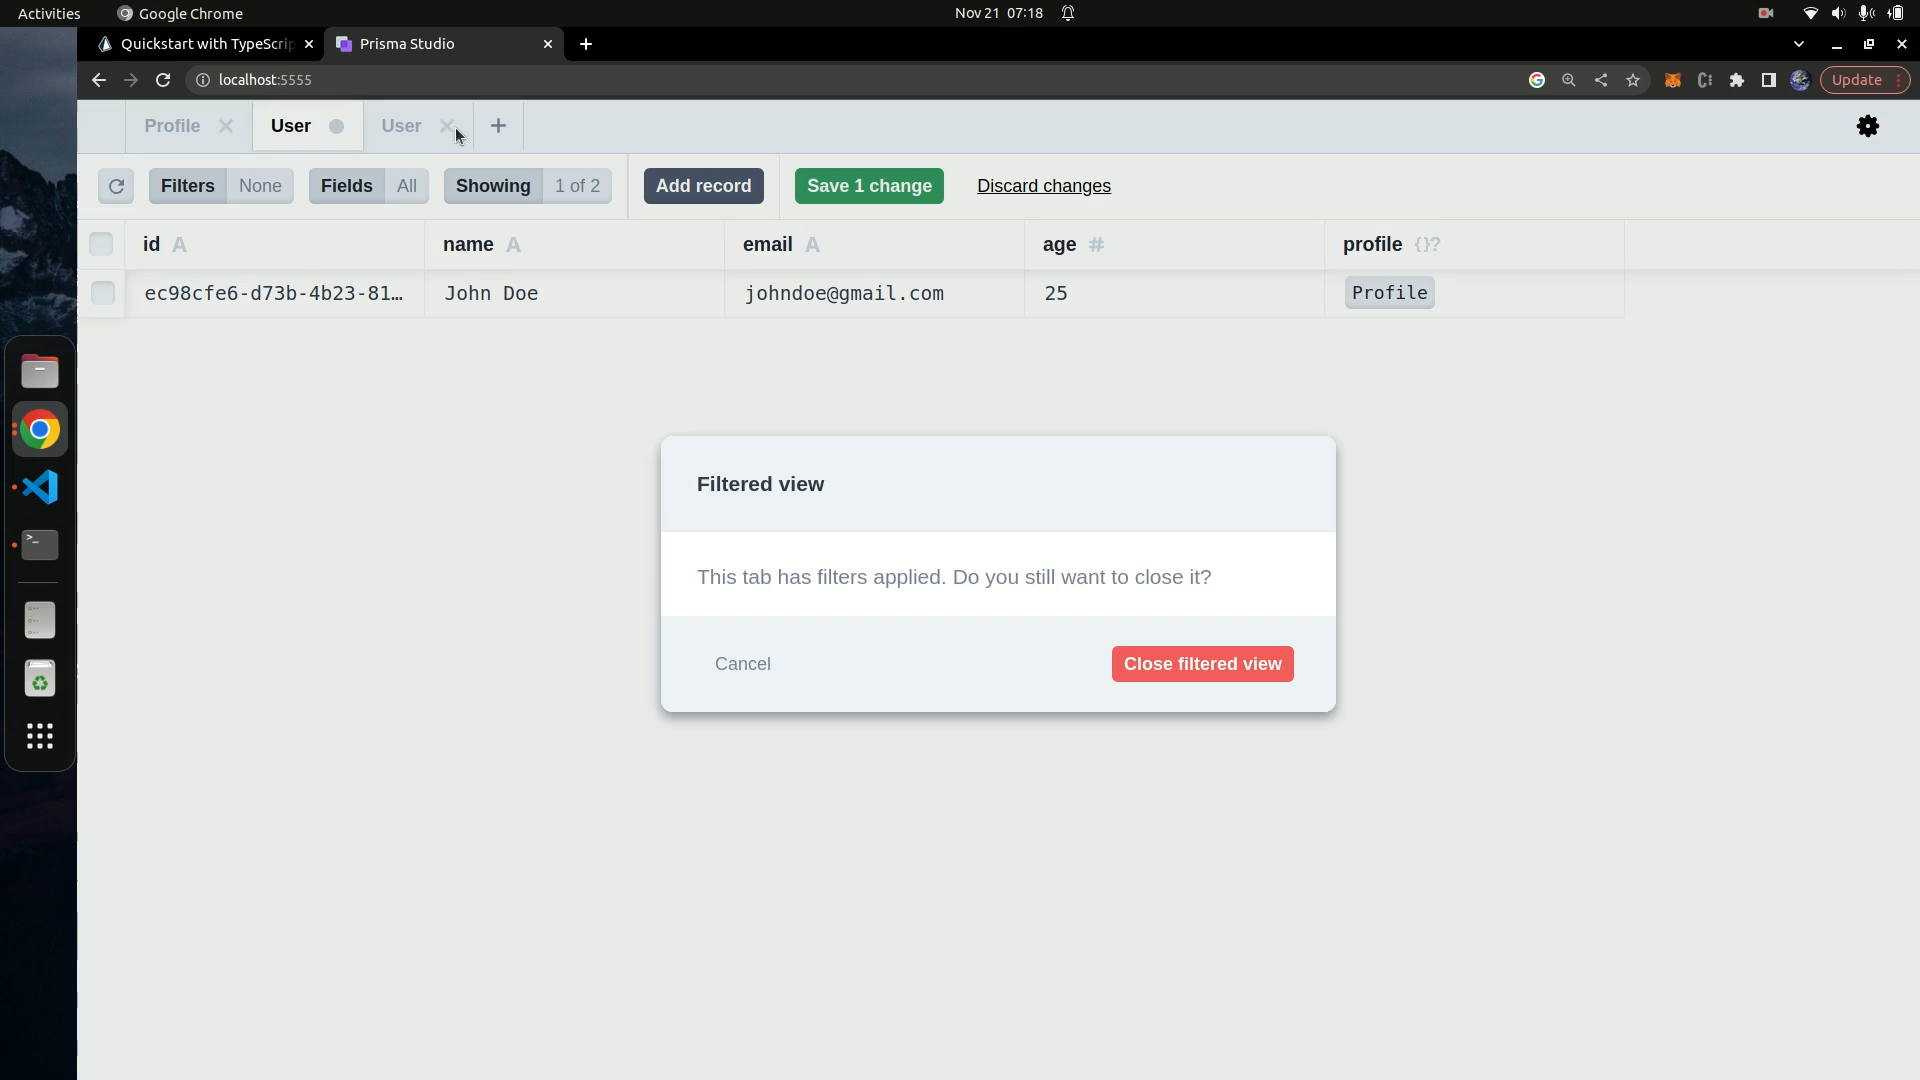 Activities Google Chrome Nov 21 07:18
Quickstart with TypeScrip Prisma Studio
localhost:5555 Update
Profile User User
Filters None Fields All Showing 1 of 2 Add record Save 1 change Discard changes
id A name A email A age # profile {}?
ec98cfe6-d73b-4b23-81… John Doe johndoe@gmail.com 25 Profile
Filtered view
This tab has filters applied. Do you still want to close it?
Cancel Close filtered view